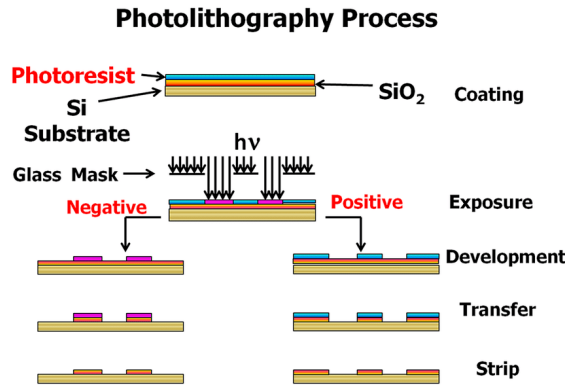 Photolithography Process
Photoresist
SiO₂
Coating
Si
Substrate
hν
Glass Mask
Negative
Positive
Exposure
Development
Transfer
Strip